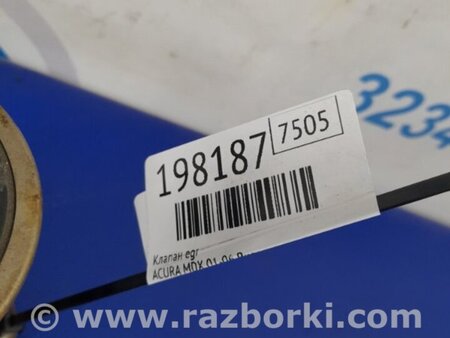 198187 7505
Клапан egr
ACURA MDX 01-06
3234
© www.razborki.com